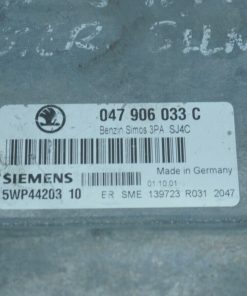 047 906 033 C
Benzin Simos 3PA SJ4C
Made in Germany
SIEMENS
01.10.01
5WP44203 10
ER SME 139723 R031 2047